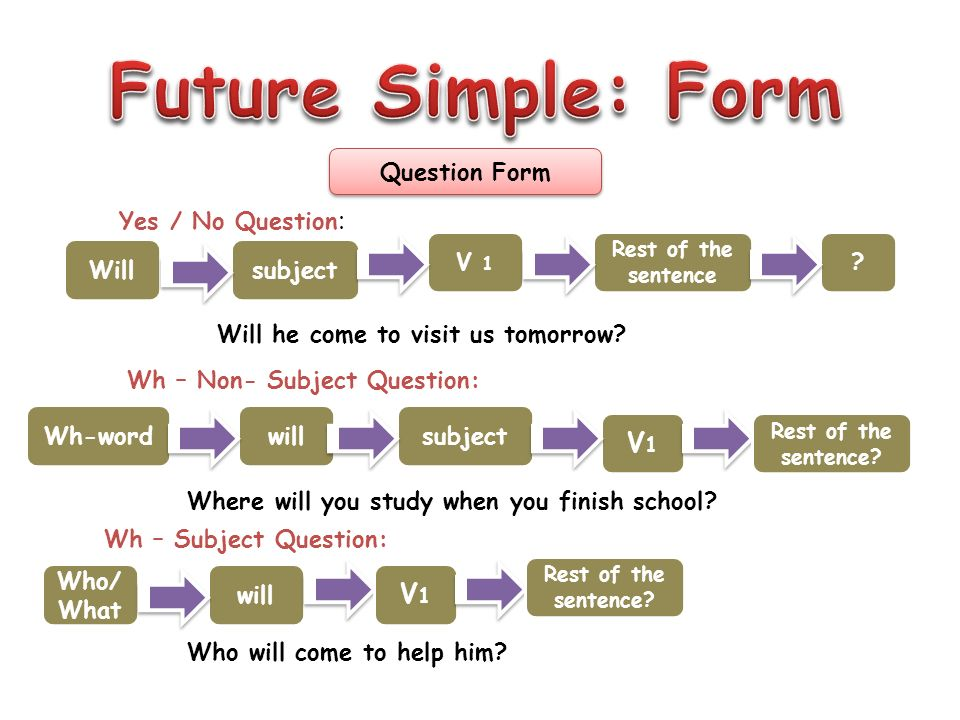 Future Simple: Form
Question Form
Yes / No Question:
Will subject V 1 Rest of the sentence ?
Will he come to visit us tomorrow?
Wh – Non- Subject Question:
Wh-word will subject V1 Rest of the sentence?
Where will you study when you finish school?
Wh – Subject Question:
Who/ What will V1 Rest of the sentence?
Who will come to help him?